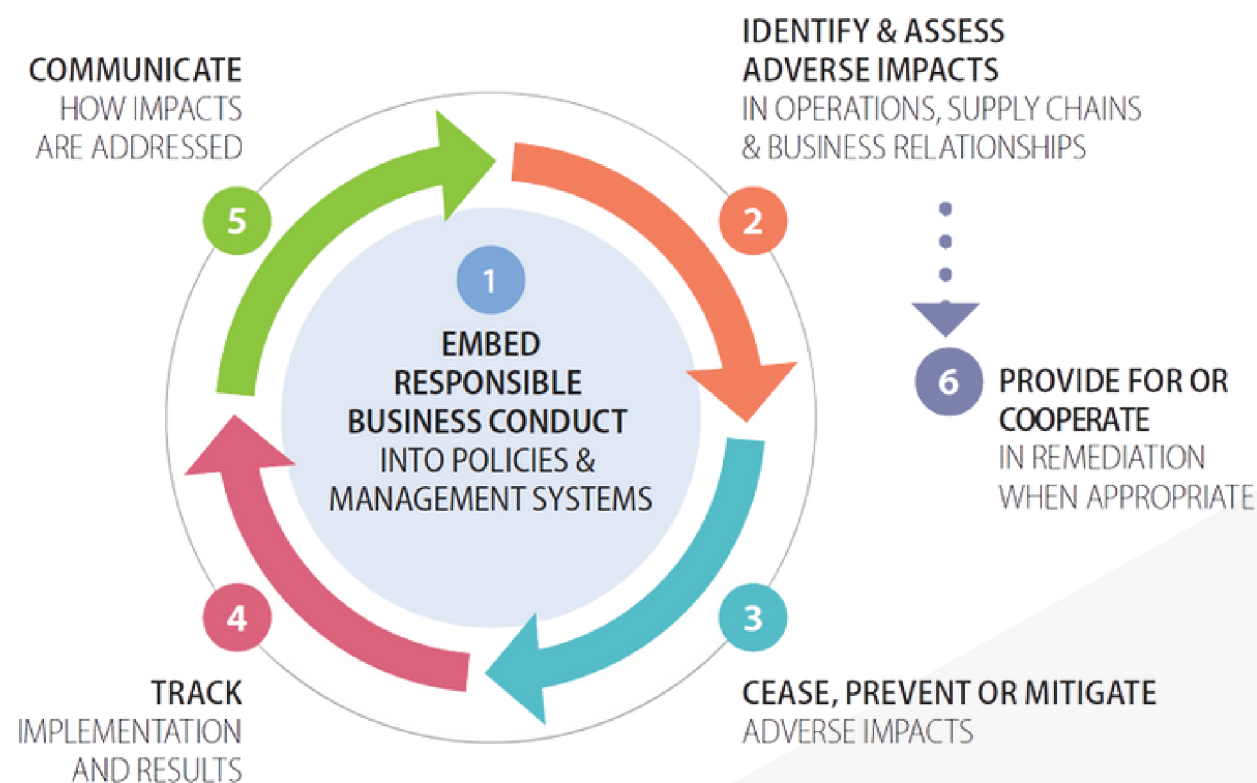 1
EMBED
RESPONSIBLE
BUSINESS CONDUCT
INTO POLICIES &
MANAGEMENT SYSTEMS
2
IDENTIFY & ASSESS
ADVERSE IMPACTS
IN OPERATIONS, SUPPLY CHAINS
& BUSINESS RELATIONSHIPS
3
CEASE, PREVENT OR MITIGATE
ADVERSE IMPACTS
4
TRACK
IMPLEMENTATION
AND RESULTS
5
COMMUNICATE
HOW IMPACTS
ARE ADDRESSED
6
PROVIDE FOR OR
COOPERATE
IN REMEDIATION
WHEN APPROPRIATE